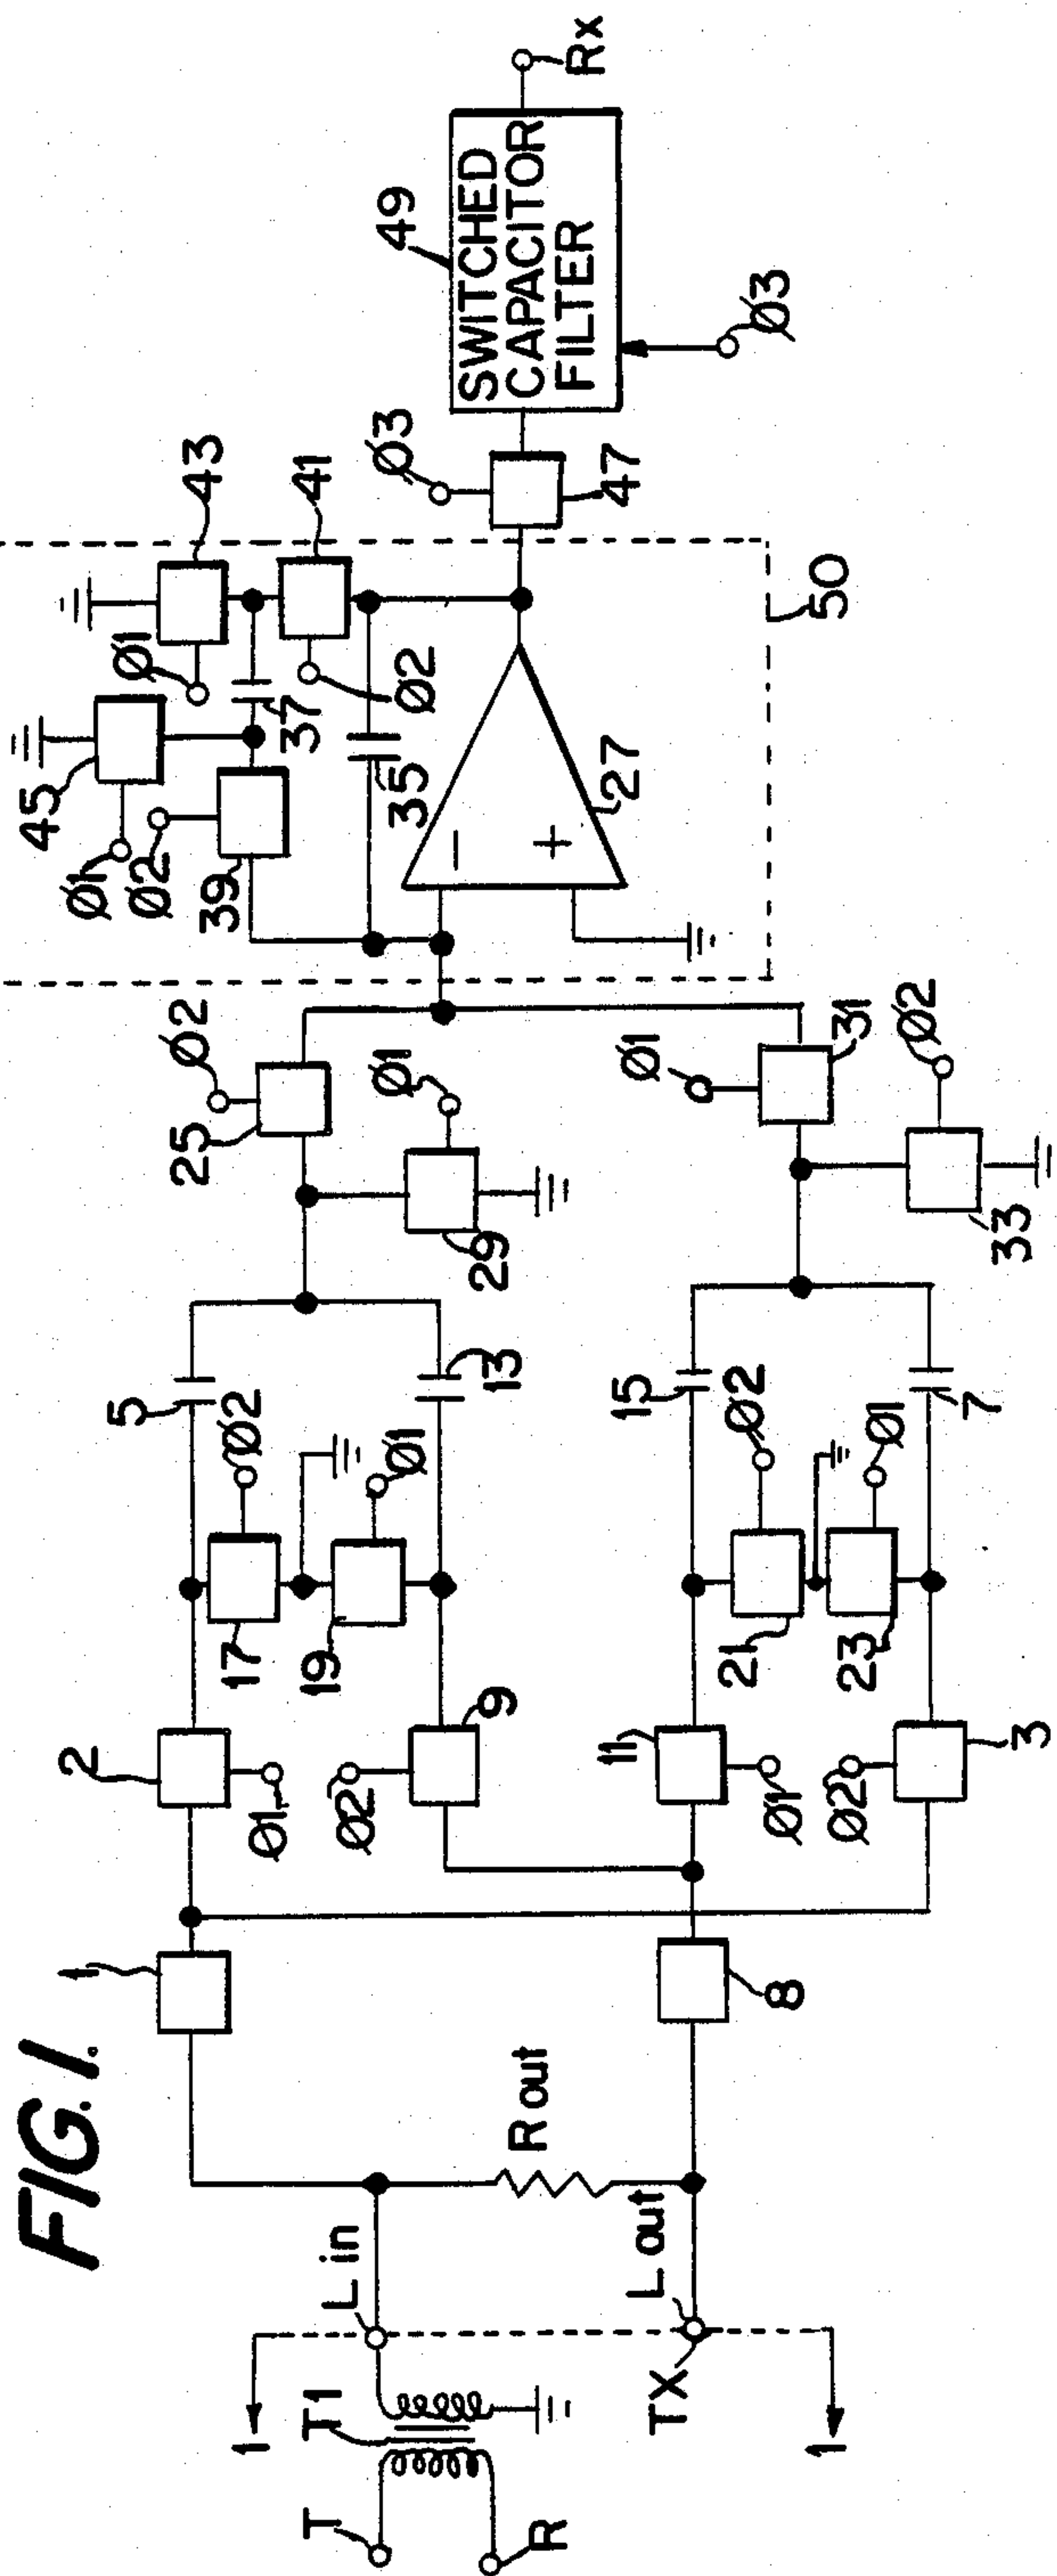 FIG. 1.
T
R
T1
1
1
L in
TX
L out
R out
1
8
2
Ø1
Ø2
9
11
Ø1
Ø2
3
17
Ø2
19
Ø1
21
Ø2
23
Ø1
5
13
15
7
25
Ø2
29
Ø1
31
Ø1
33
Ø2
45
Ø1
Ø2
39
37
35
Ø1
43
41
Ø2
−
+
27
50
Ø3
47
49
SWITCHED
CAPACITOR
FILTER
Ø3
Rx